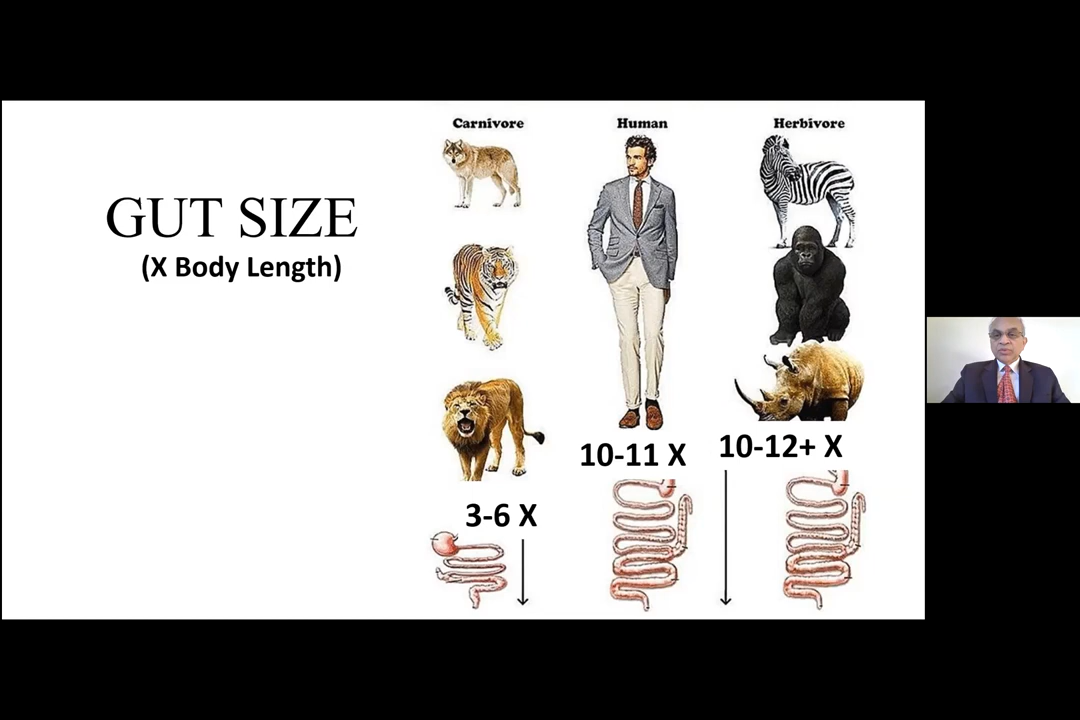 GUT SIZE
(X Body Length)
Carnivore
Human
Herbivore
3-6 X
10-11 X
10-12+ X